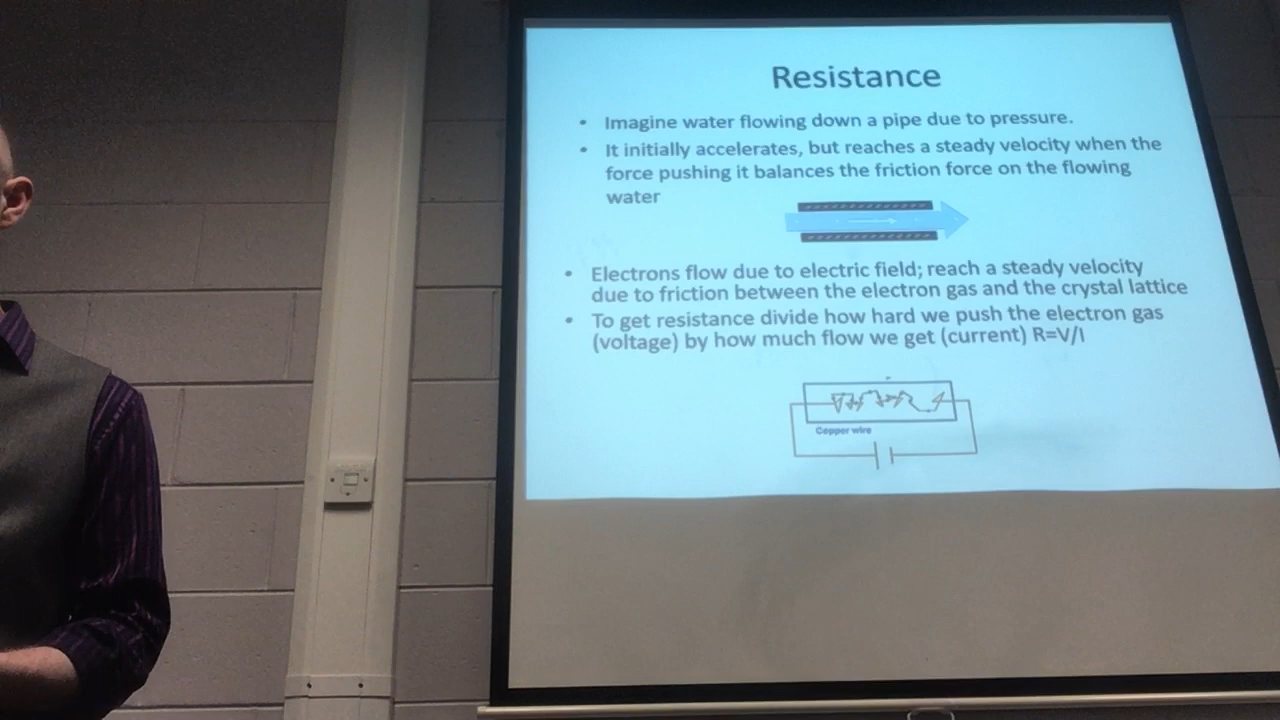 Resistance
• Imagine water flowing down a pipe due to pressure.
• It initially accelerates, but reaches a steady velocity when the
force pushing it balances the friction force on the flowing
water
• Electrons flow due to electric field; reach a steady velocity
due to friction between the electron gas and the crystal lattice
• To get resistance divide how hard we push the electron gas
(voltage) by how much flow we get (current) R=V/I
Copper wire